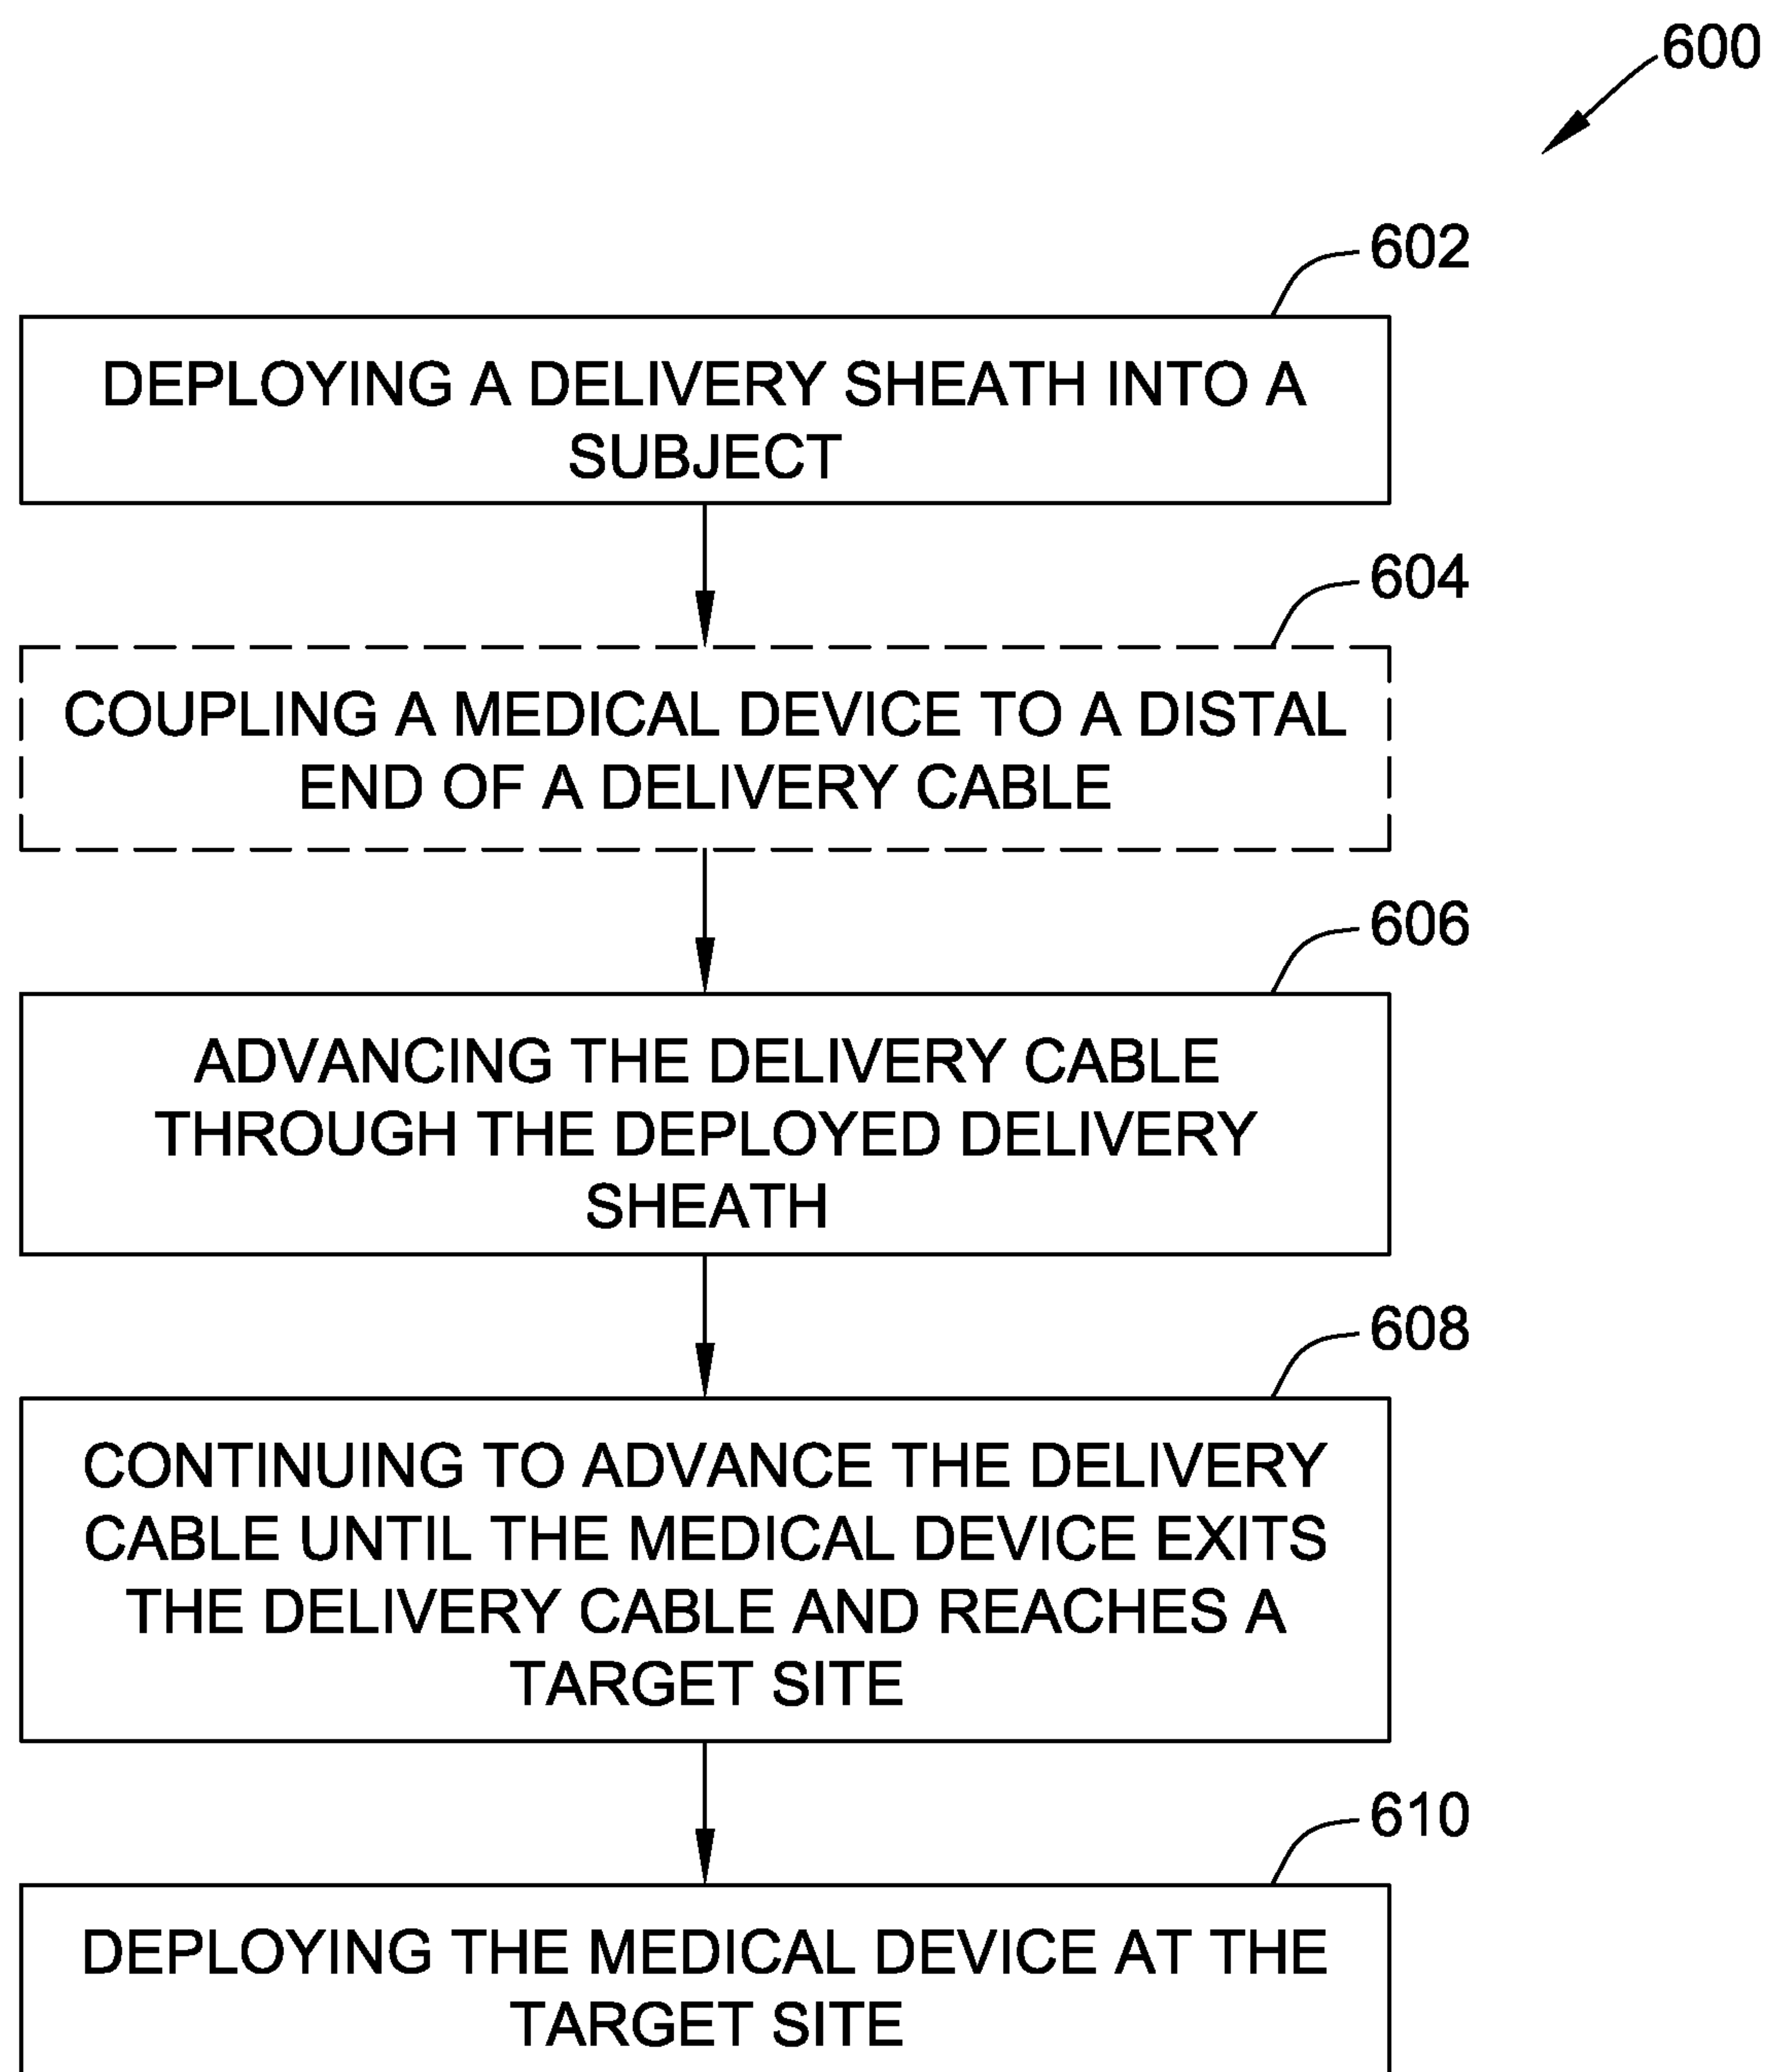 600
602
DEPLOYING A DELIVERY SHEATH INTO A
SUBJECT
604
COUPLING A MEDICAL DEVICE TO A DISTAL
END OF A DELIVERY CABLE
606
ADVANCING THE DELIVERY CABLE
THROUGH THE DEPLOYED DELIVERY
SHEATH
608
CONTINUING TO ADVANCE THE DELIVERY
CABLE UNTIL THE MEDICAL DEVICE EXITS
THE DELIVERY CABLE AND REACHES A
TARGET SITE
610
DEPLOYING THE MEDICAL DEVICE AT THE
TARGET SITE